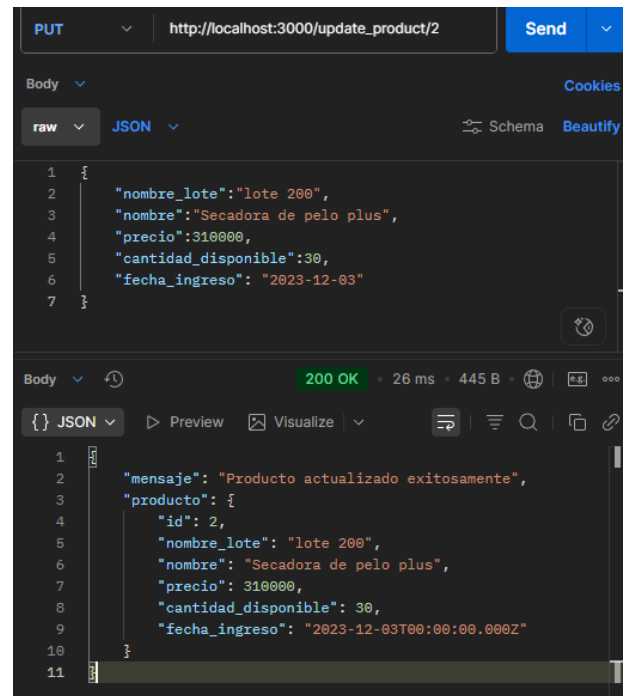 PUT http://localhost:3000/update_product/2 Send
Body Cookies
raw JSON Schema Beautify
1 {
2 "nombre_lote":"lote 200",
3 "nombre":"Secadora de pelo plus",
4 "precio":310000,
5 "cantidad_disponible":30,
6 "fecha_ingreso": "2023-12-03"
7 }
Body 200 OK • 26 ms • 445 B e.g.
{} JSON Preview Visualize
1 {
2 "mensaje": "Producto actualizado exitosamente",
3 "producto": {
4 "id": 2,
5 "nombre_lote": "lote 200",
6 "nombre": "Secadora de pelo plus",
7 "precio": 310000,
8 "cantidad_disponible": 30,
9 "fecha_ingreso": "2023-12-03T00:00:00.000Z"
10 }
11 }